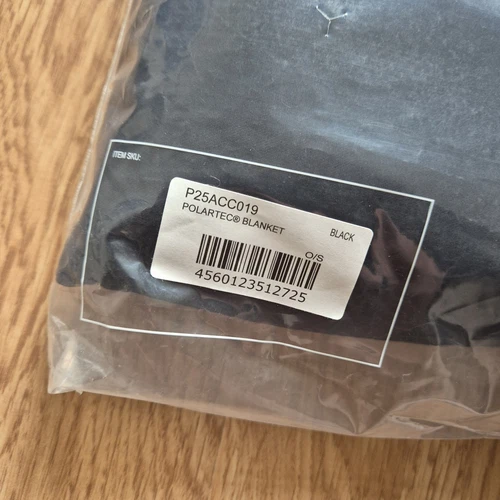 ITEM SKU:
P25ACC019
POLARTEC® BLANKET
BLACK
O/S
4560123512725